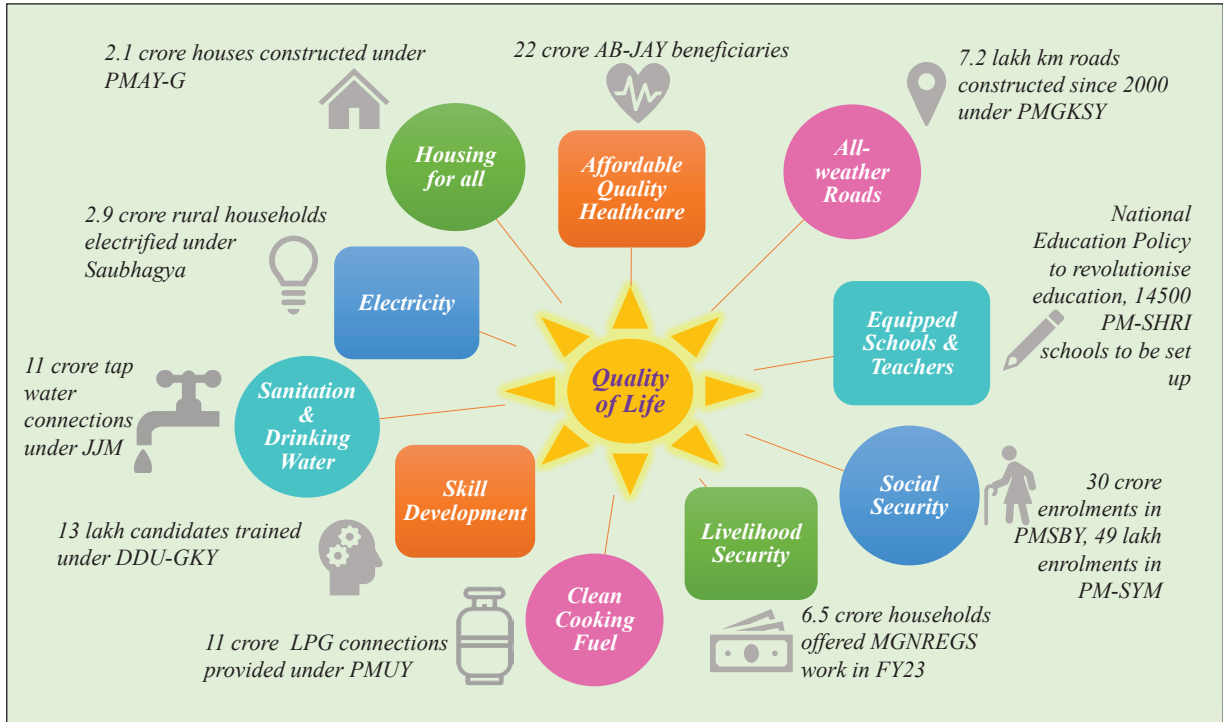 2.1 crore houses constructed under
PMAY-G
22 crore AB-JAY beneficiaries
7.2 lakh km roads
constructed since 2000
under PMGKSY
Housing
for all
Affordable
Quality
Healthcare
All-
weather
Roads
2.9 crore rural households
electrified under
Saubhagya
Electricity
National
Education Policy
to revolutionise
education, 14500
PM-SHRI
schools to be set
up
Equipped
Schools &
Teachers
Quality
of Life
11 crore tap
water
connections
under JJM
Sanitation
&
Drinking
Water
Skill
Development
Social
Security
30 crore
enrolments in
PMSBY, 49 lakh
enrolments in
PM-SYM
13 lakh candidates trained
under DDU-GKY
Livelihood
Security
Clean
Cooking
Fuel
11 crore LPG connections
provided under PMUY
6.5 crore households
offered MGNREGS
work in FY23